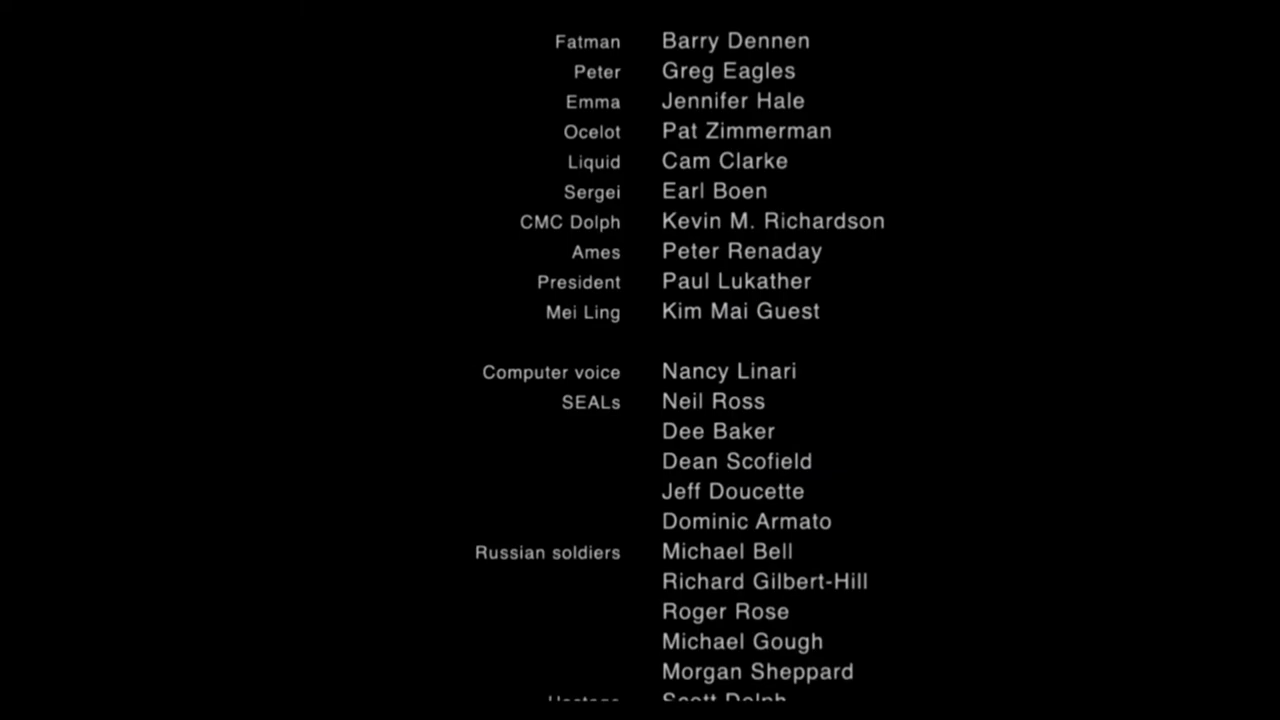 Fatman Barry Dennen
Peter Greg Eagles
Emma Jennifer Hale
Ocelot Pat Zimmerman
Liquid Cam Clarke
Sergei Earl Boen
CMC Dolph Kevin M. Richardson
Ames Peter Renaday
President Paul Lukather
Mei Ling Kim Mai Guest
Computer voice Nancy Linari
SEALs Neil Ross
Dee Baker
Dean Scofield
Jeff Doucette
Dominic Armato
Russian soldiers Michael Bell
Richard Gilbert-Hill
Roger Rose
Michael Gough
Morgan Sheppard
Hostage Scott Dolph